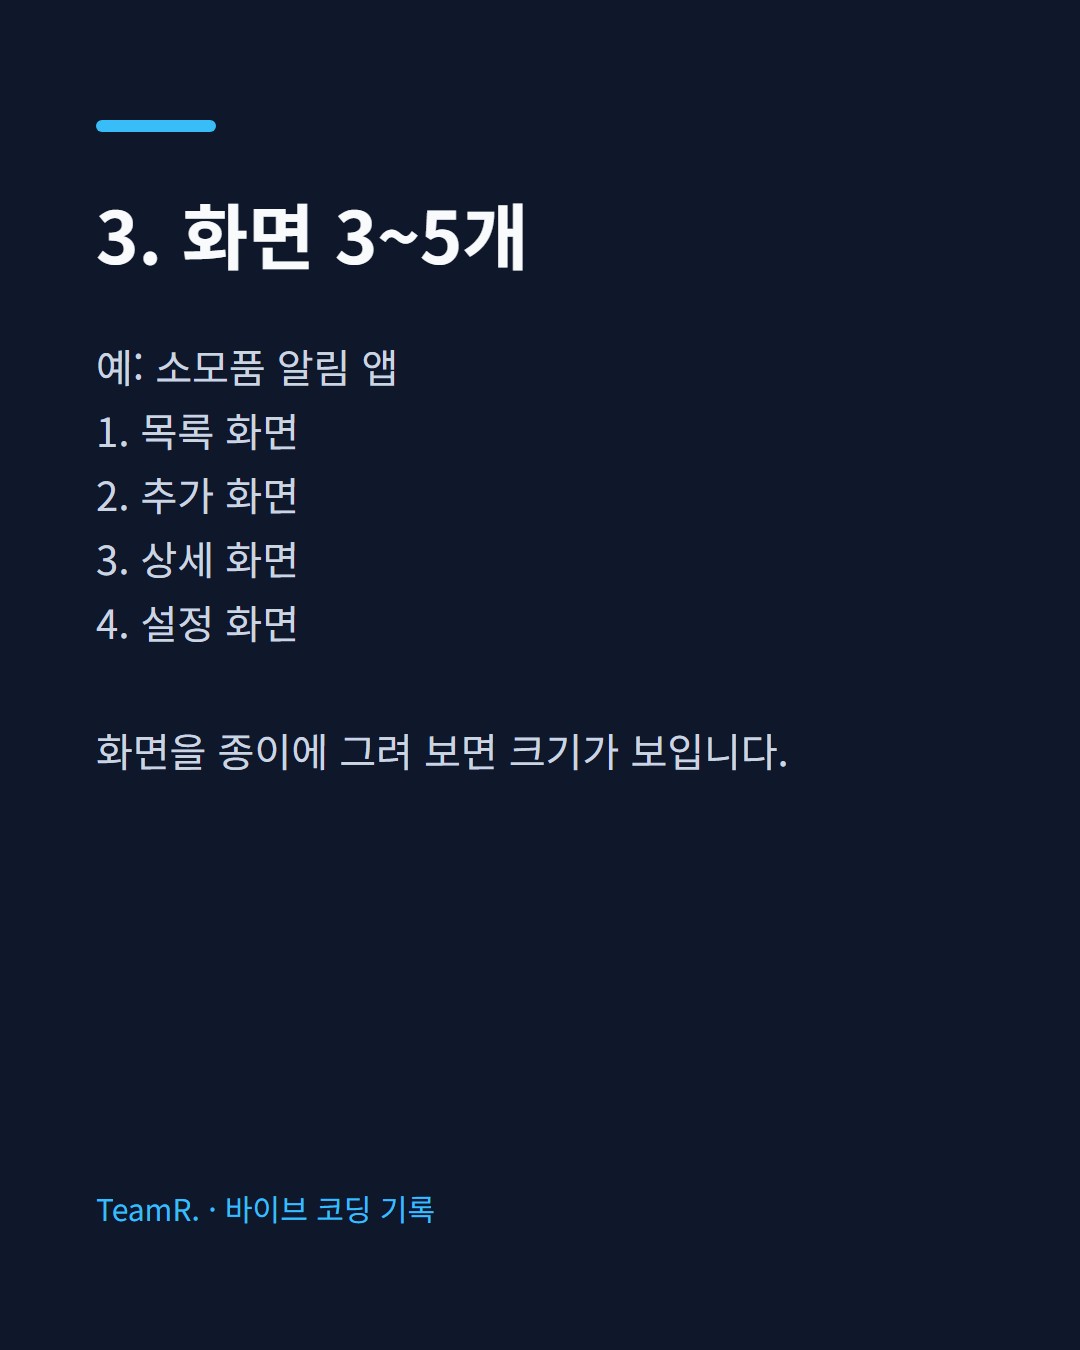 3. 화면 3~5개
예: 소모품 알림 앱
1. 목록 화면
2. 추가 화면
3. 상세 화면
4. 설정 화면
화면을 종이에 그려 보면 크기가 보입니다.
TeamR. · 바이브 코딩 기록